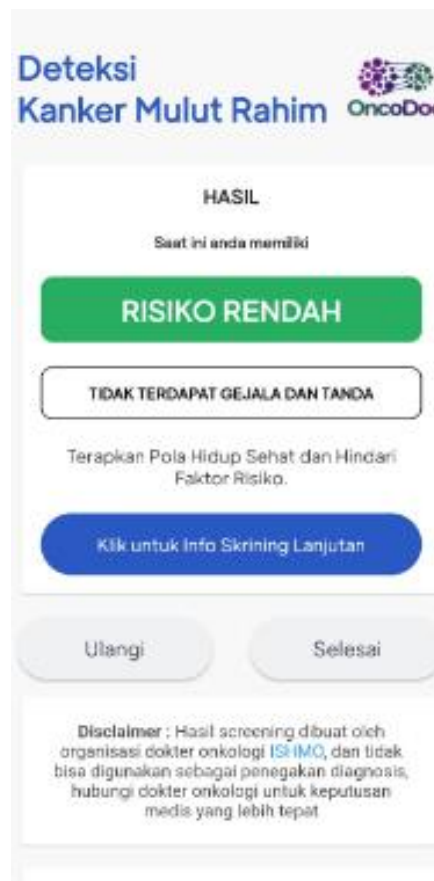 Deteksi
Kanker Mulut Rahim
OncoDoc
HASIL
Saat ini anda memiliki
RISIKO RENDAH
TIDAK TERDAPAT GEJALA DAN TANDA
Terapkan Pola Hidup Sehat dan Hindari
Faktor Risiko.
Klik untuk Info Skrining Lanjutan
Ulangi
Selesai
Disclaimer : Hasil screening dibuat oleh
organisasi dokter onkologi ISHMO, dan tidak
bisa digunakan sebagai penegakan diagnosis,
hubungi dokter onkologi untuk keputusan
medis yang lebih tepat